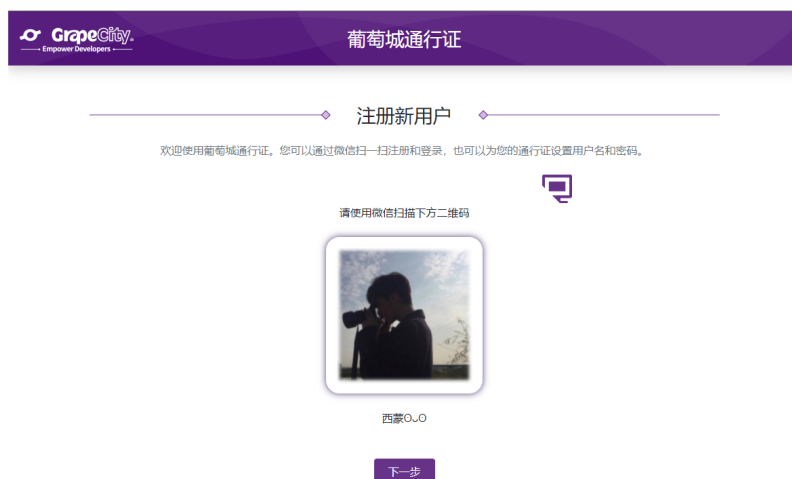 GrapeCity.
Empower Developers
葡萄城通行证
注册新用户
欢迎使用葡萄城通行证。您可以通过微信扫一扫注册和登录，也可以为您的通行证设置用户名和密码。
请使用微信扫描下方二维码
西蒙ʘᴗʘ
下一步